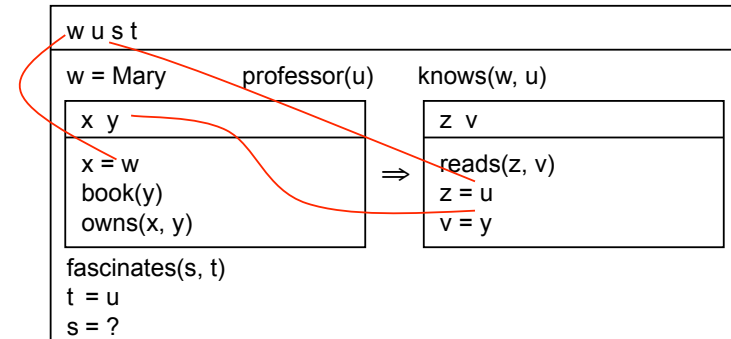 w u s t
w = Mary professor(u) knows(w, u)
x y
x = w
book(y)
owns(x, y)
⇒
z v
reads(z, v)
z = u
v = y
fascinates(s, t)
t = u
s = ?